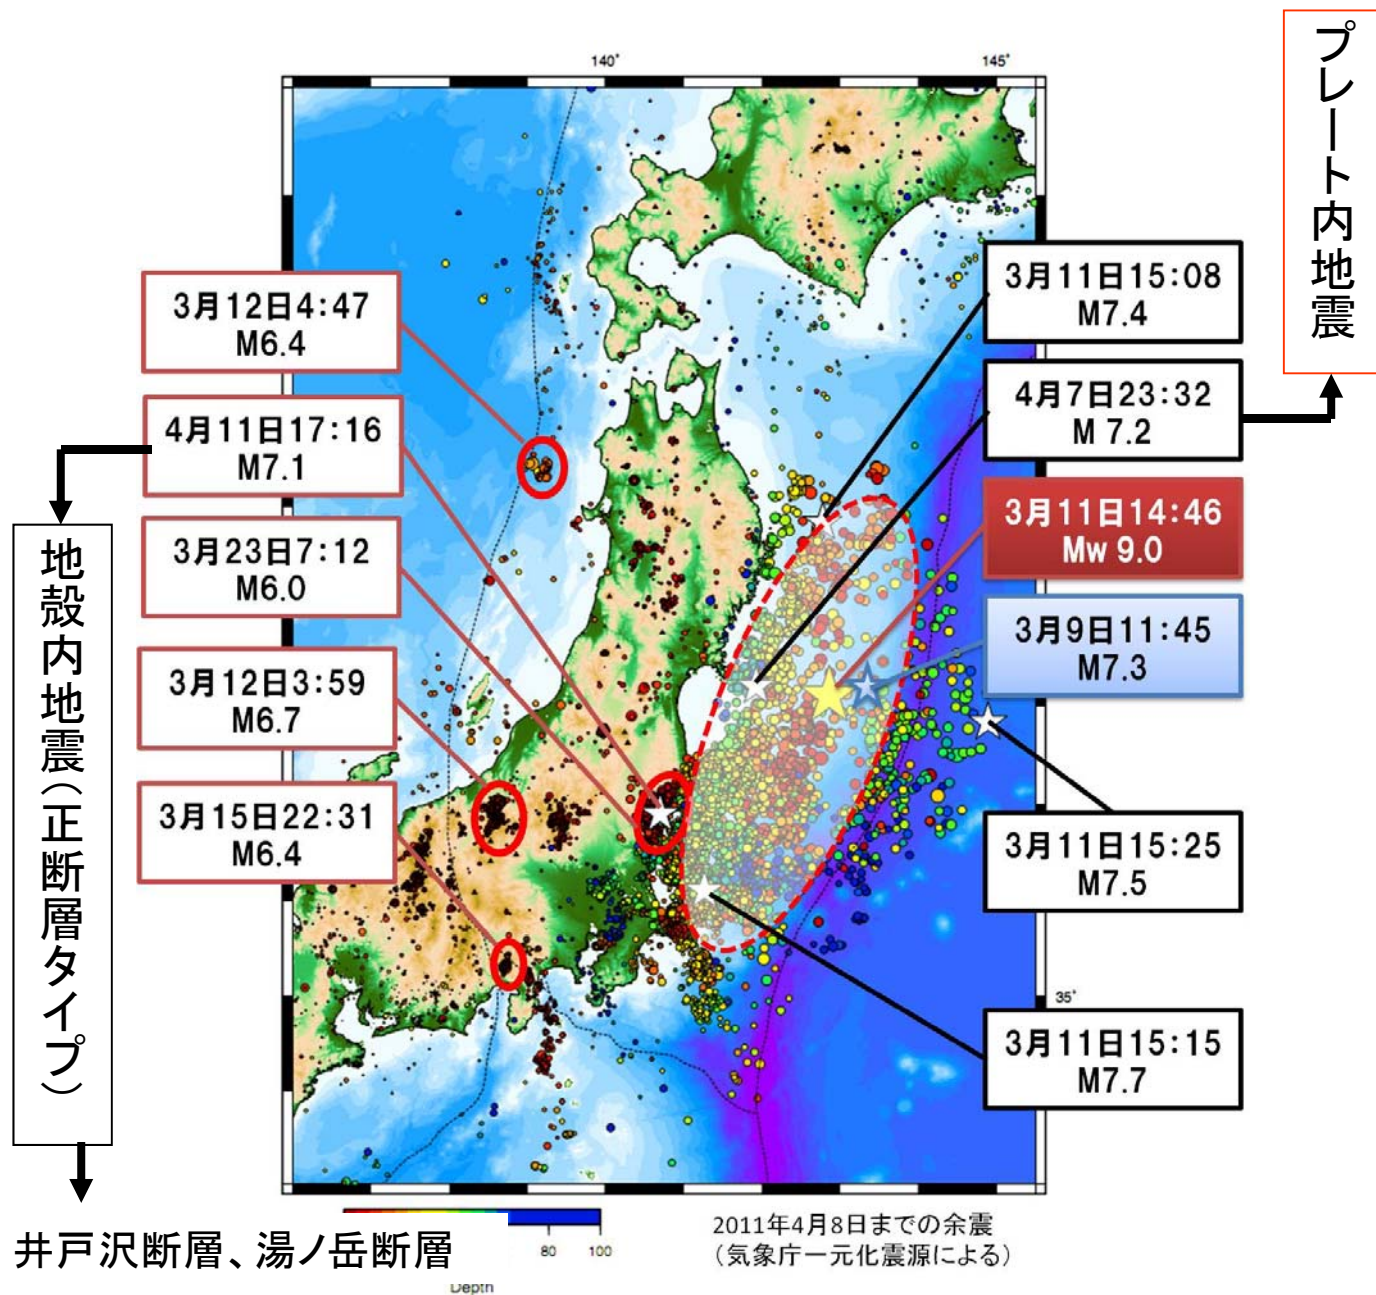 140°
145°
プレート内地震
3月12日4:47
M6.4
4月11日17:16
M7.1
3月23日7:12
M6.0
3月12日3:59
M6.7
3月15日22:31
M6.4
3月11日15:08
M7.4
4月7日23:32
M 7.2
3月11日14:46
Mw 9.0
3月9日11:45
M7.3
3月11日15:25
M7.5
35°
3月11日15:15
M7.7
地殻内地震(正断層タイプ)
井戸沢断層、湯ノ岳断層
80
100
Depth
2011年4月8日までの余震
(気象庁一元化震源による)